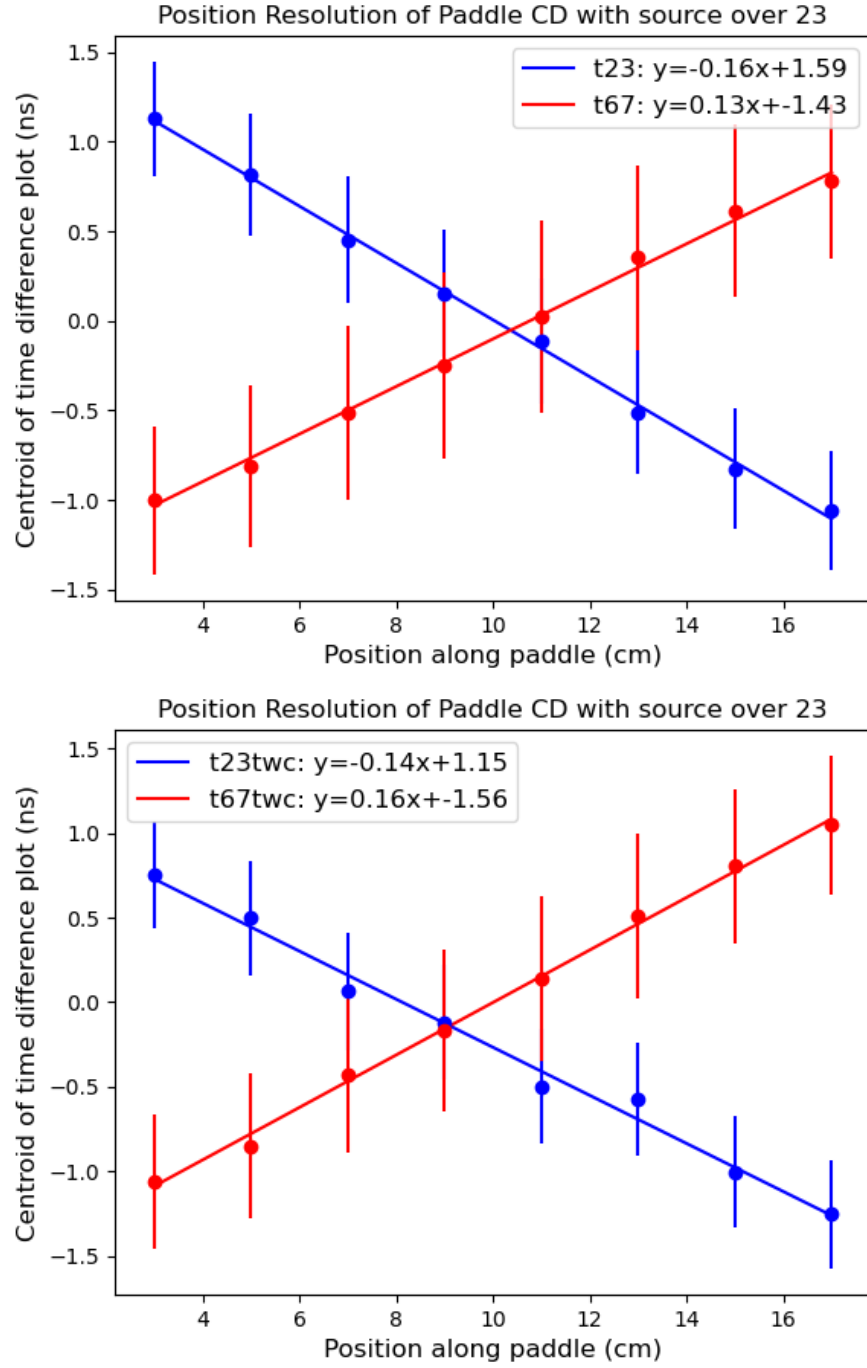 Position Resolution of Paddle CD with source over 23
t23: y=-0.16x+1.59
t67: y=0.13x+-1.43
Centroid of time difference plot (ns)
1.5
1.0
0.5
0.0
−0.5
−1.0
−1.5
4 6 8 10 12 14 16
Position along paddle (cm)
Position Resolution of Paddle CD with source over 23
t23twc: y=-0.14x+1.15
t67twc: y=0.16x+-1.56
Centroid of time difference plot (ns)
1.5
1.0
0.5
0.0
−0.5
−1.0
−1.5
4 6 8 10 12 14 16
Position along paddle (cm)